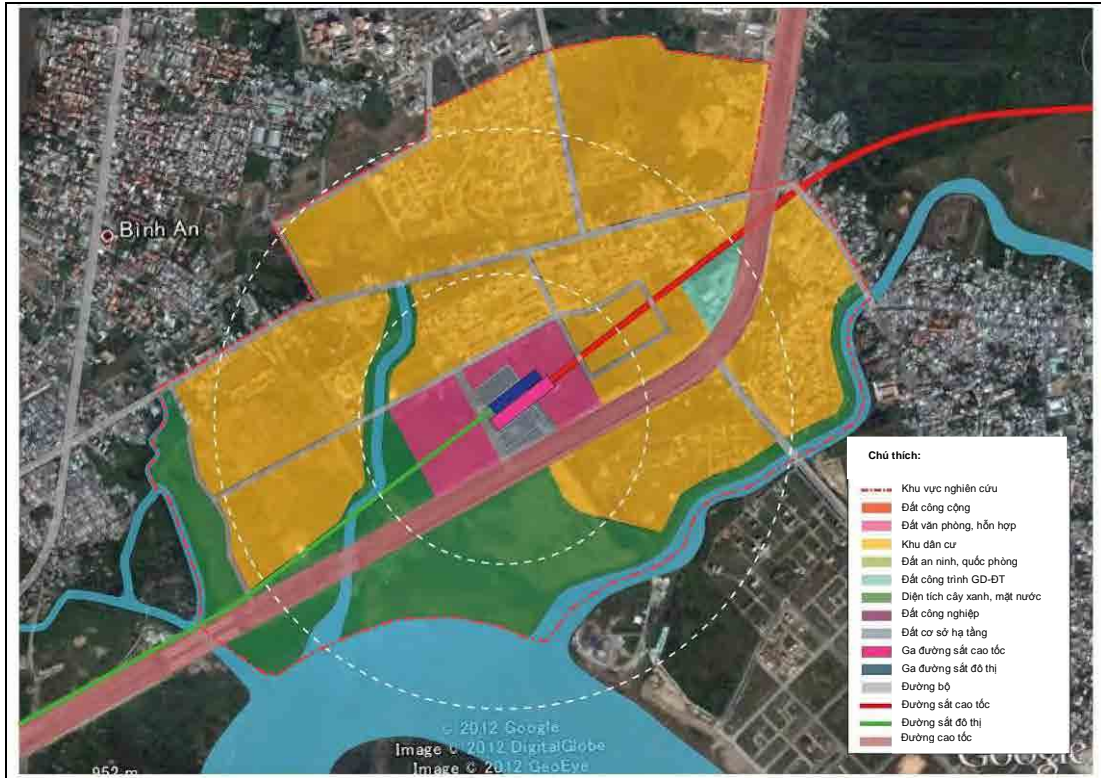 Bình An
Chú thích:
Khu vực nghiên cứu
Đất công cộng
Đất văn phòng, hỗn hợp
Khu dân cư
Đất an ninh, quốc phòng
Đất công trình GD-ĐT
Diện tích cây xanh, mặt nước
Đất công nghiệp
Đất cơ sở hạ tầng
Ga đường sắt cao tốc
Ga đường sắt đô thị
Đường bộ
Đường sắt cao tốc
Đường sắt đô thị
Đường cao tốc
© 2012 Google
Image © 2012 DigitalGlobe
Image © 2012 GeoEye
952 m
Google